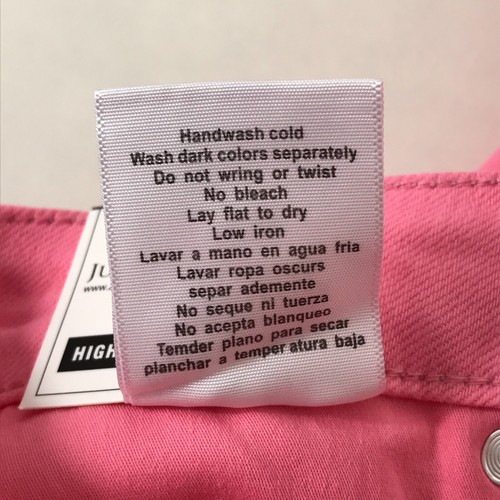 Handwash cold
Wash dark colors separately
Do not wring or twist
No bleach
Lay flat to dry
Low iron
Lavar a mano en agua fria
Lavar ropa oscurs
separ ademente
No seque ni tuerza
No acepta blanqueo
Temder plano para secar
planchar a temper atura baja
JU
www.
HIGH